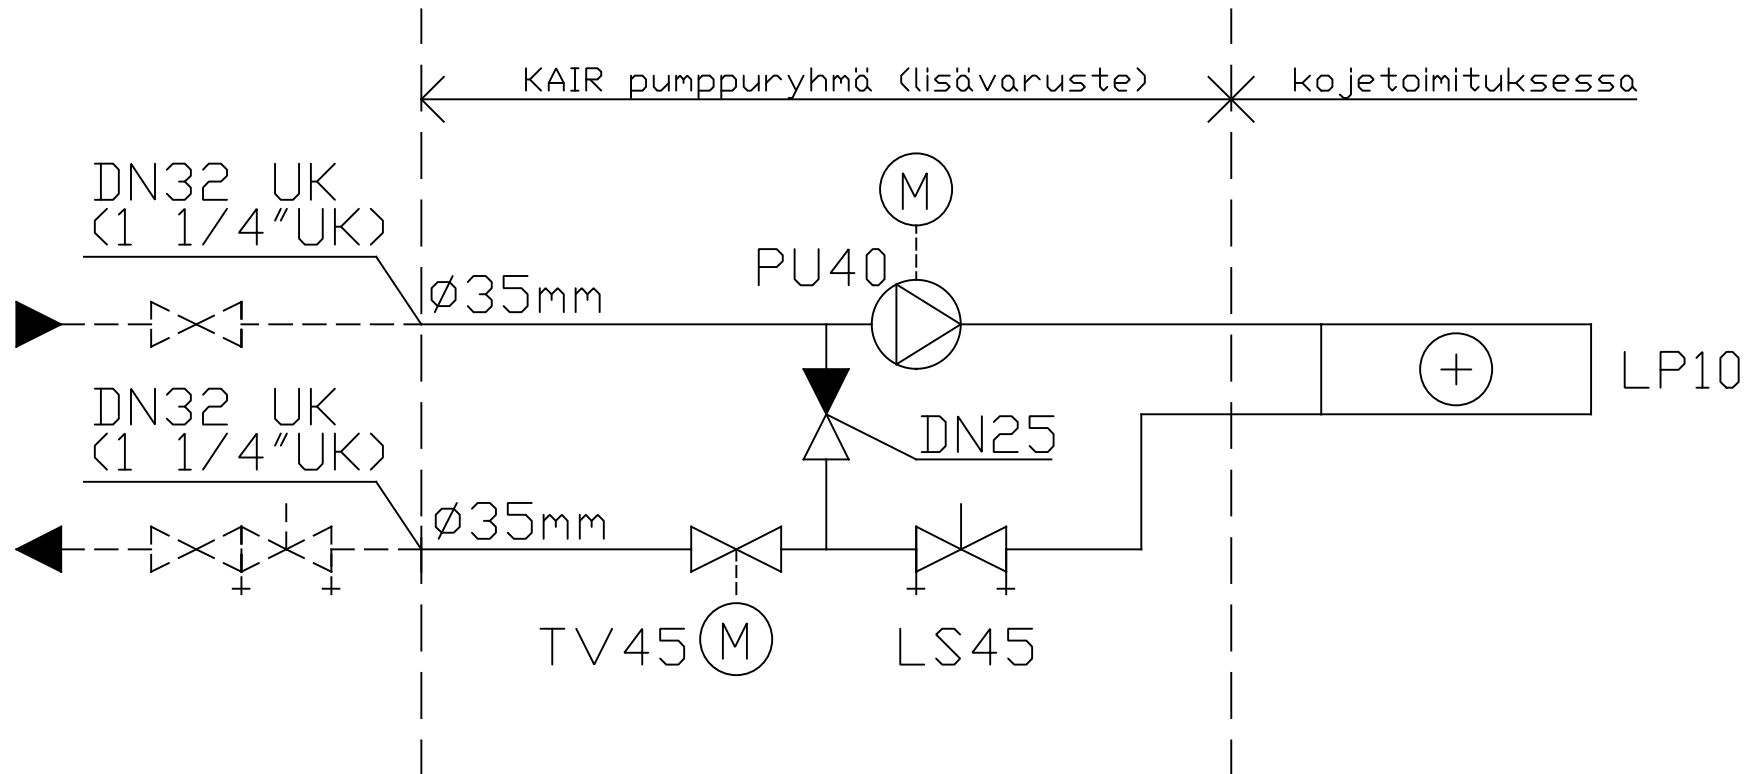 KAIR pumppuryhmä (lisävaruste)
kojetoimituksessa
DN32 UK
(1 1/4"UK)
M
PU40
Ø35mm
LP10
DN32 UK
(1 1/4"UK)
DN25
Ø35mm
TV45
M
LS45